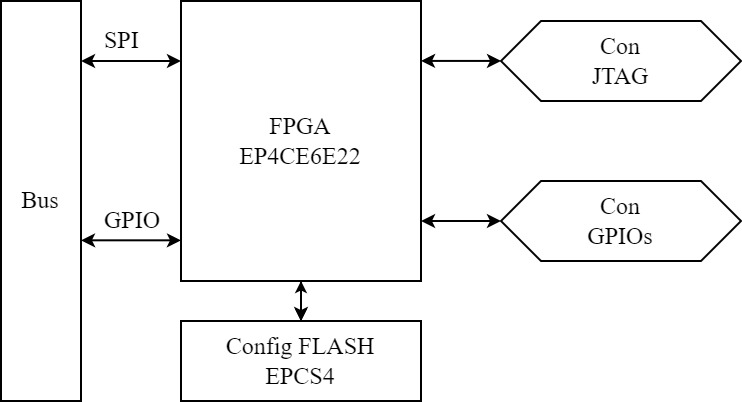 SPI
Con
JTAG
FPGA
EP4CE6E22
Bus
GPIO
Con
GPIOs
Config FLASH
EPCS4